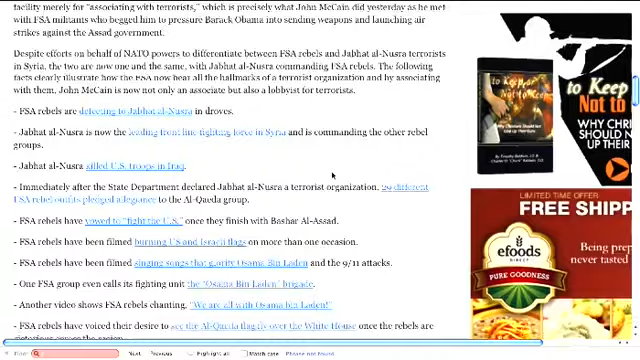 facility merely for "associating with terrorists," which is precisely what John McCain did yesterday as he met
with FSA militants who begged him to pressure Barack Obama into sending weapons and launching air
strikes against the Assad government.
Despite efforts on behalf of NATO powers to differentiate between FSA rebels and Jabhat al-Nusra terrorists
in Syria, the two are now one and the same, with Jabhat al-Nusra commanding FSA rebels. The following
facts clearly illustrate how the FSA now bear all the hallmarks of a terrorist organization and by associating
with them, John McCain is now not only an associate but also a lobbyist for terrorists.
- FSA rebels are defecting to Jabhat al-Nusra in droves.
- Jabhat al-Nusra is now the leading front line fighting force in Syria and is commanding the other rebel
groups.
- Jabhat al-Nusra killed U.S. troops in Iraq.
- Immediately after the State Department declared Jabhat al-Nusra a terrorist organization, 29 different
FSA rebel outfits pledged allegiance to the Al-Qaeda group.
- FSA rebels have vowed to "fight the U.S." once they finish with Bashar Al-Assad.
- FSA rebels have been filmed burning US and Israeli flags on more than one occasion.
- FSA rebels have been filmed singing songs that glorify Osama Bin Laden and the 9/11 attacks.
- One FSA group even calls its fighting unit the "Osama Bin Laden" brigade.
- Another video shows FSA rebels chanting, "We are all with Osama bin Laden!"
- FSA rebels have voiced their desire to see the Al-Qaeda flag fly over the White House once the rebels are
victorious across the region.
to Keep
Not to
WHY CHRI
SHOULD N
UP THEIR
to Keep or Not to Keep
LIMITED TIME OFFER
FREE SHIPP
efoods
DIRECT
PURE GOODNESS
Being prep
never tasted
Find:
Next
Previous
Highlight all
Match case
Phrase not found